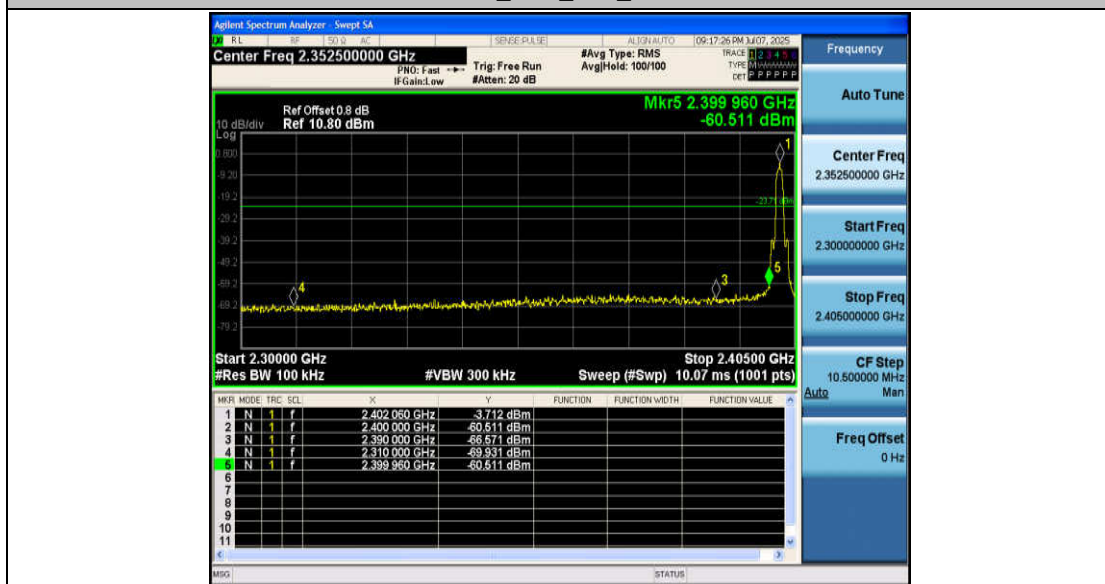 Agilent Spectrum Analyzer - Swept SA
RL RF 50 Ω AC SENSE:PULSE ALIGNAUTO 09:17:26 PM Jul 07, 2025
Center Freq 2.352500000 GHz
PNO: Fast
IFGain:Low
Trig: Free Run
#Atten: 20 dB
#Avg Type: RMS
Avg|Hold: 100/100
TRACE 1 2 3 4 5 6
TYPE M
DET P P P P P P
Ref Offset 0.8 dB
10 dB/div Ref 10.80 dBm
Log
Mkr5 2.399 960 GHz
-60.511 dBm
0.800
-9.20
-19.2
-29.2
-39.2
-49.2
-59.2
-69.2
-79.2
1
4
3
5
Start 2.30000 GHz Stop 2.40500 GHz
#Res BW 100 kHz #VBW 300 kHz Sweep (#Swp) 10.07 ms (1001 pts)
MKR MODE TRC SCL X Y FUNCTION FUNCTION WIDTH FUNCTION VALUE
1 N 1 f 2.402 060 GHz -3.712 dBm
2 N 1 f 2.400 000 GHz -60.511 dBm
3 N 1 f 2.390 000 GHz -66.571 dBm
4 N 1 f 2.310 000 GHz -69.931 dBm
5 N 1 f 2.399 960 GHz -60.511 dBm
6
7
8
9
10
11
MSG STATUS
Frequency
Auto Tune
Center Freq
2.352500000 GHz
Start Freq
2.300000000 GHz
Stop Freq
2.405000000 GHz
CF Step
10.500000 MHz
Auto Man
Freq Offset
0 Hz